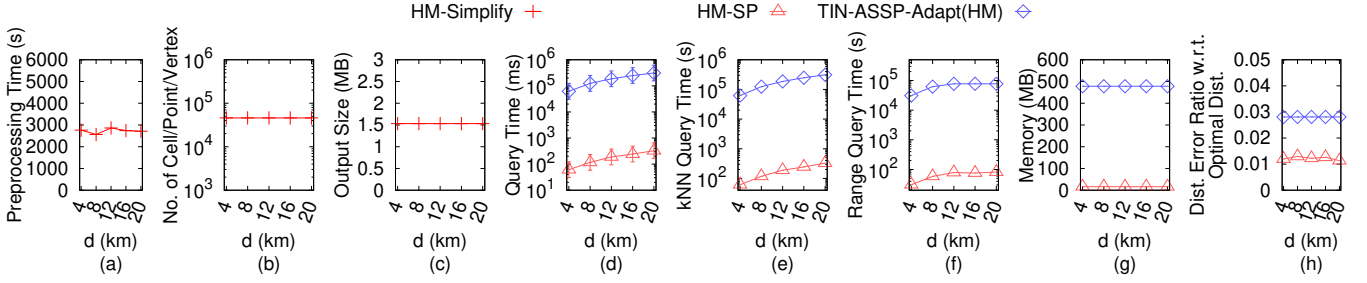 HM-Simplify HM-SP TIN-ASSP-Adapt(HM)
Preprocessing Time (s)
6000
5000
4000
3000
2000
1000
0
4 8 12 16 20
d (km)
(a)
No. of Cell/Point/Vertex
10^6
10^5
10^4
10^3
4 8 12 16 20
d (km)
(b)
Output Size (MB)
3
2.5
2
1.5
1
0.5
0
4 8 12 16 20
d (km)
(c)
Query Time (ms)
10^6
10^5
10^4
10^3
10^2
10^1
4 8 12 16 20
d (km)
(d)
kNN Query Time (s)
10^6
10^5
10^4
10^3
10^2
4 8 12 16 20
d (km)
(e)
Range Query Time (s)
10^5
10^4
10^3
10^2
4 8 12 16 20
d (km)
(f)
Memory (MB)
600
500
400
300
200
100
0
4 8 12 16 20
d (km)
(g)
Dist. Error Ratio w.r.t.
Optimal Dist.
0.05
0.04
0.03
0.02
0.01
0
4 8 12 16 20
d (km)
(h)